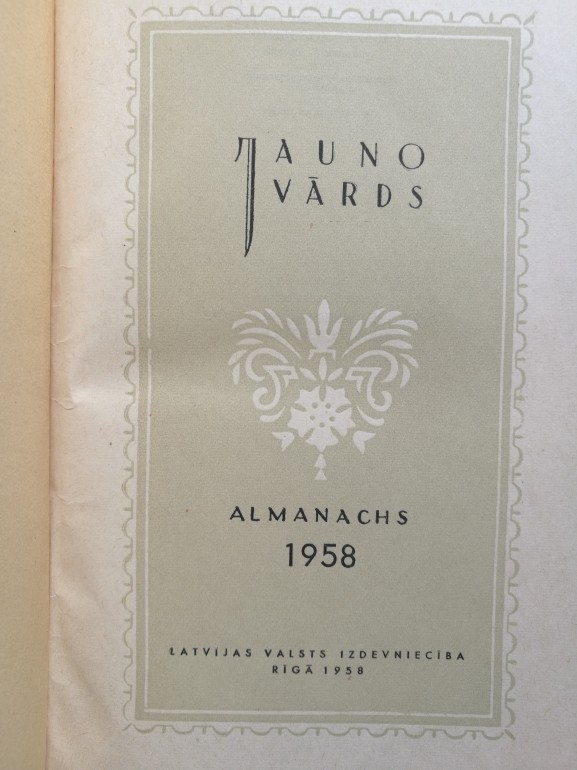 JAUNO
VĀRDS
ALMANACHS
1958
LATVIJAS VALSTS IZDEVNIECĪBA
RĪGĀ 1958